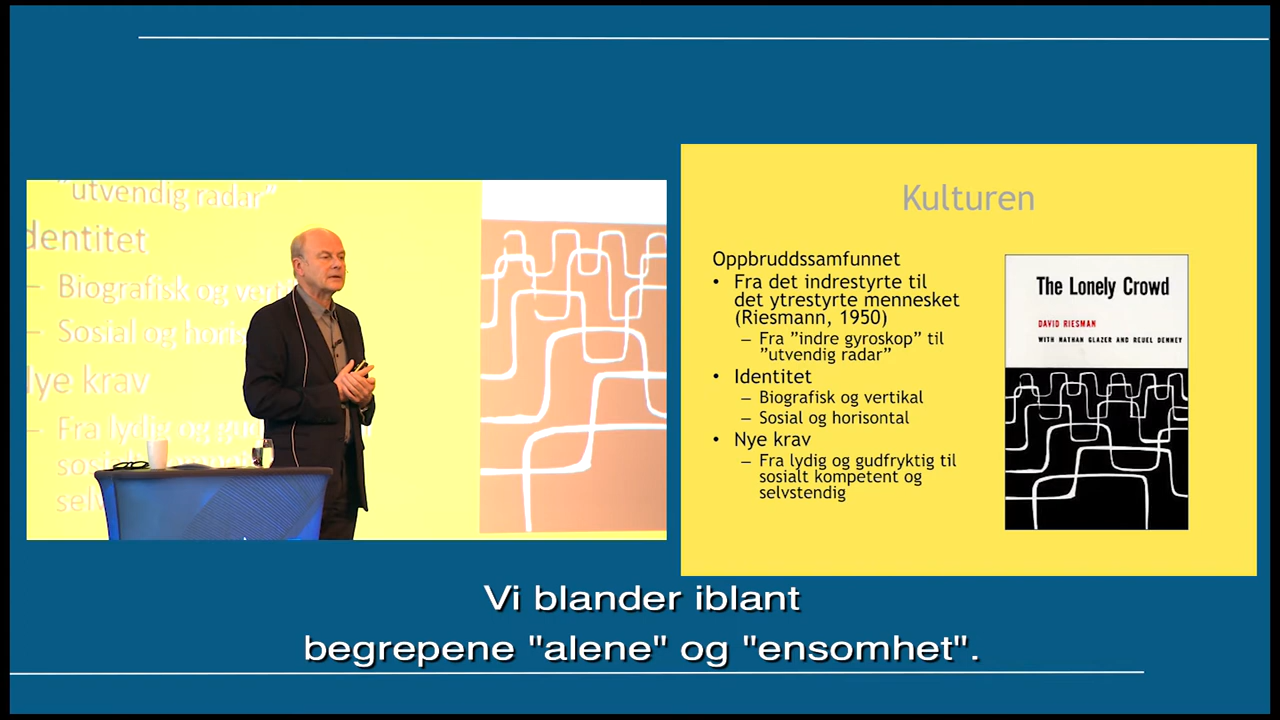 "utvendig radar"
dentitet
– Biografisk og verti
– Sosial og horis
Nye krav
– Fra lydig og gud
Kulturen
Oppbruddssamfunnet
• Fra det indrestyrte til
det ytrestyrte mennesket
(Riesmann, 1950)
– Fra ”indre gyroskop” til
”utvendig radar”
• Identitet
– Biografisk og vertikal
– Sosial og horisontal
• Nye krav
– Fra lydig og gudfryktig til
sosialt kompetent og
selvstendig
The Lonely Crowd
DAVID RIESMAN
WITH NATHAN GLAZER AND REUEL DENNEY
Vi blander iblant
begrepene "alene" og "ensomhet".